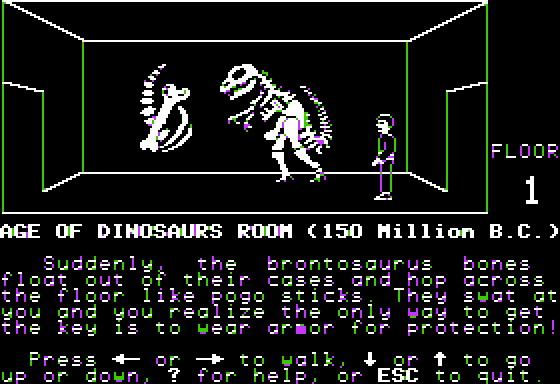 FLOOR
1
AGE OF DINOSAURS ROOM (150 Million B.C.)
Suddenly, the brontosaurus bones
float out of their cases and hop across
the floor like pogo sticks. They swat at
you and you realize the only way to get
the key is to wear armor for protection!
Press ← or → to walk, ↓ or ↑ to go
up or down, ? for help, or ESC to quit.